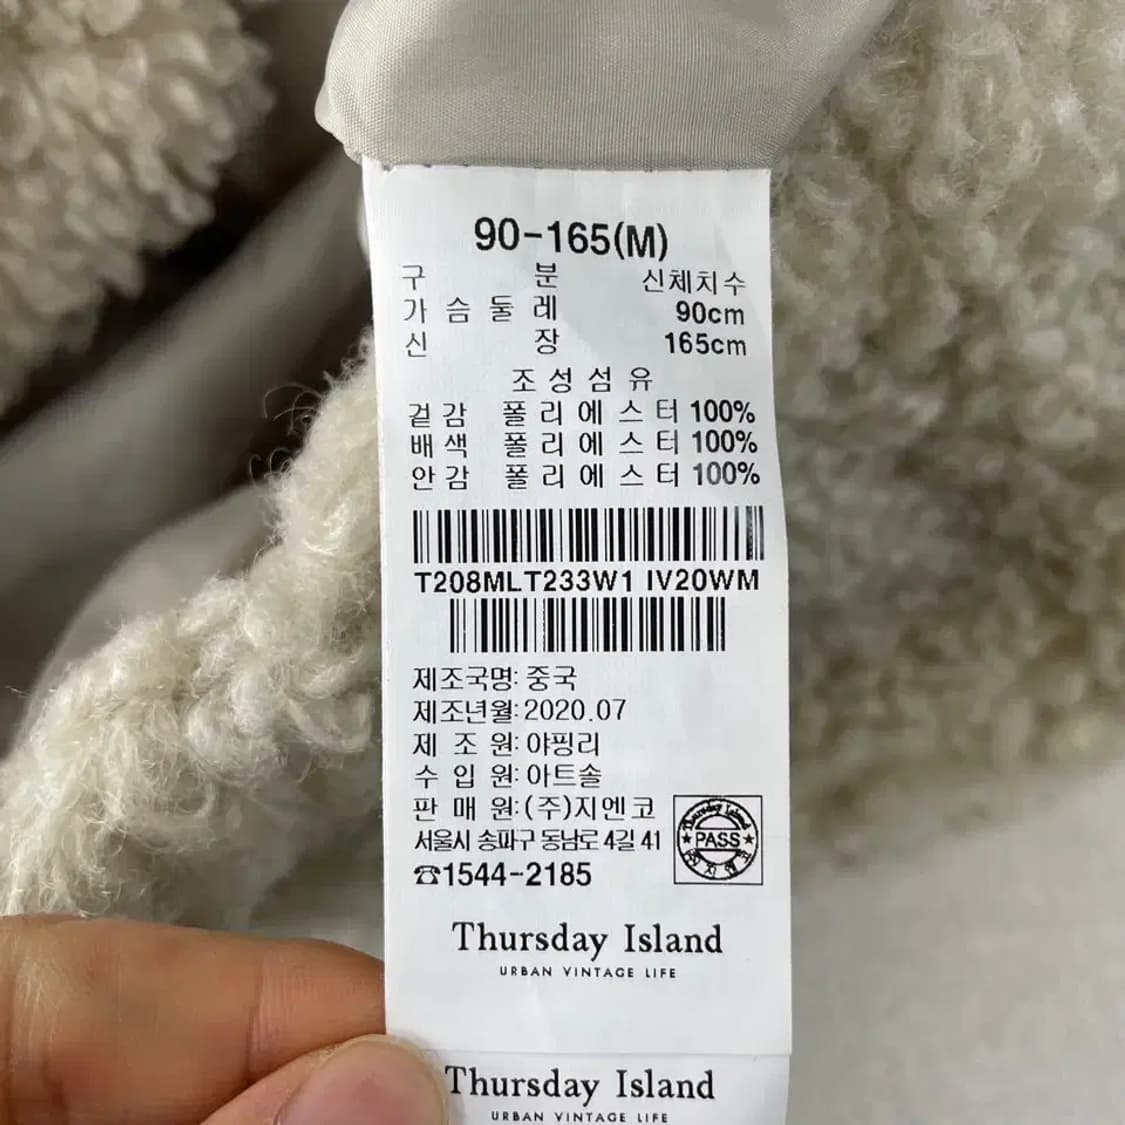 90-165(M)
구 분 신체치수
가 슴 둘 레 90cm
신 장 165cm
조 성 섬 유
겉 감 폴 리 에 스 터 100%
배 색 폴 리 에 스 터 100%
안 감 폴 리 에 스 터 100%
T208MLT233W1 IV20WM
제조국명: 중국
제조년월: 2020.07
제 조 원: 야핑리
수 입 원: 아트솔
판 매 원: (주)지엔코
서울시 송파구 동남로 4길 41
☎1544-2185
Thursday Island
PASS
Thursday Island
URBAN VINTAGE LIFE
Thursday Island
URBAN VINTAGE LIFE